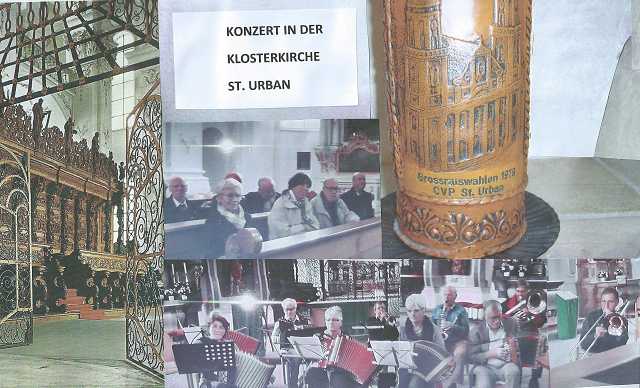 KONZERT IN DER
KLOSTERKIRCHE
ST. URBAN
Grossratswahlen 1979
CVP St. Urban